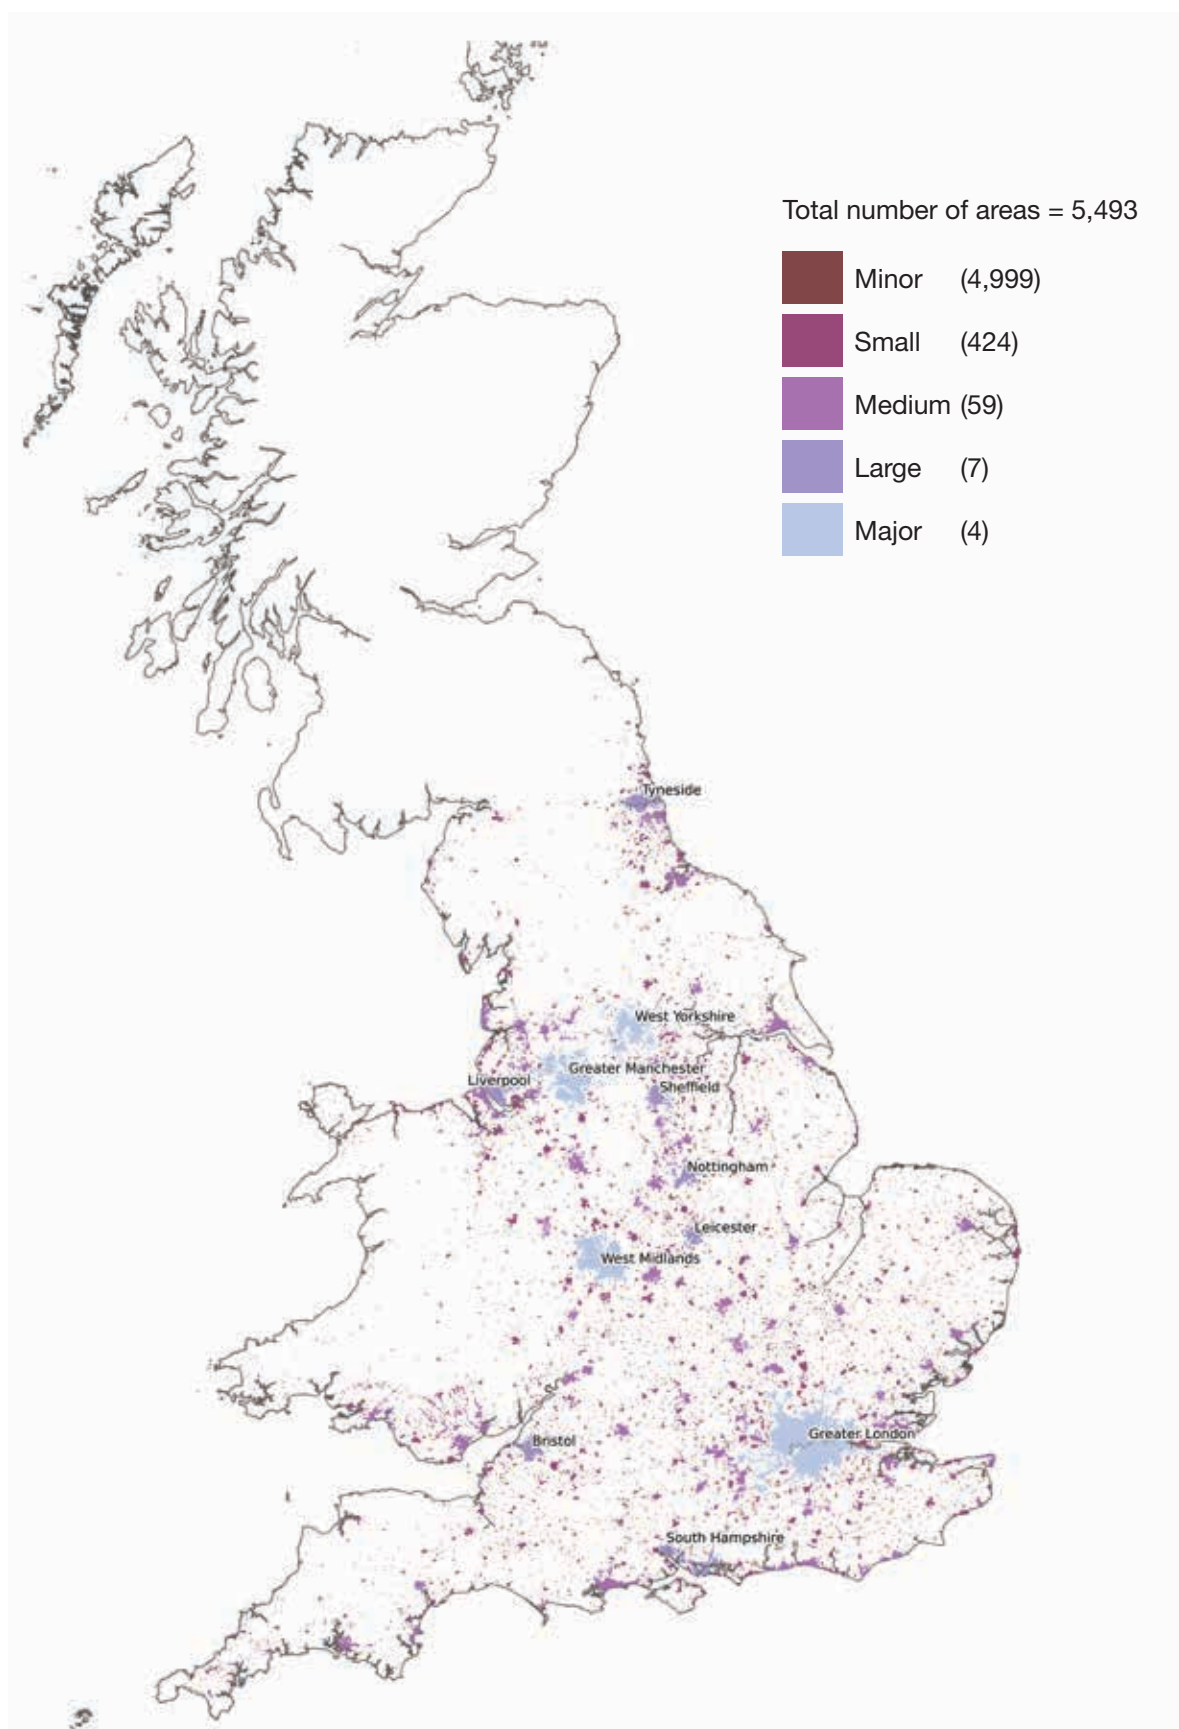 Total number of areas = 5,493
Minor (4,999)
Small (424)
Medium (59)
Large (7)
Major (4)
Tyneside
West Yorkshire
Greater Manchester
Liverpool
Sheffield
Nottingham
Leicester
West Midlands
Greater London
Bristol
South Hampshire